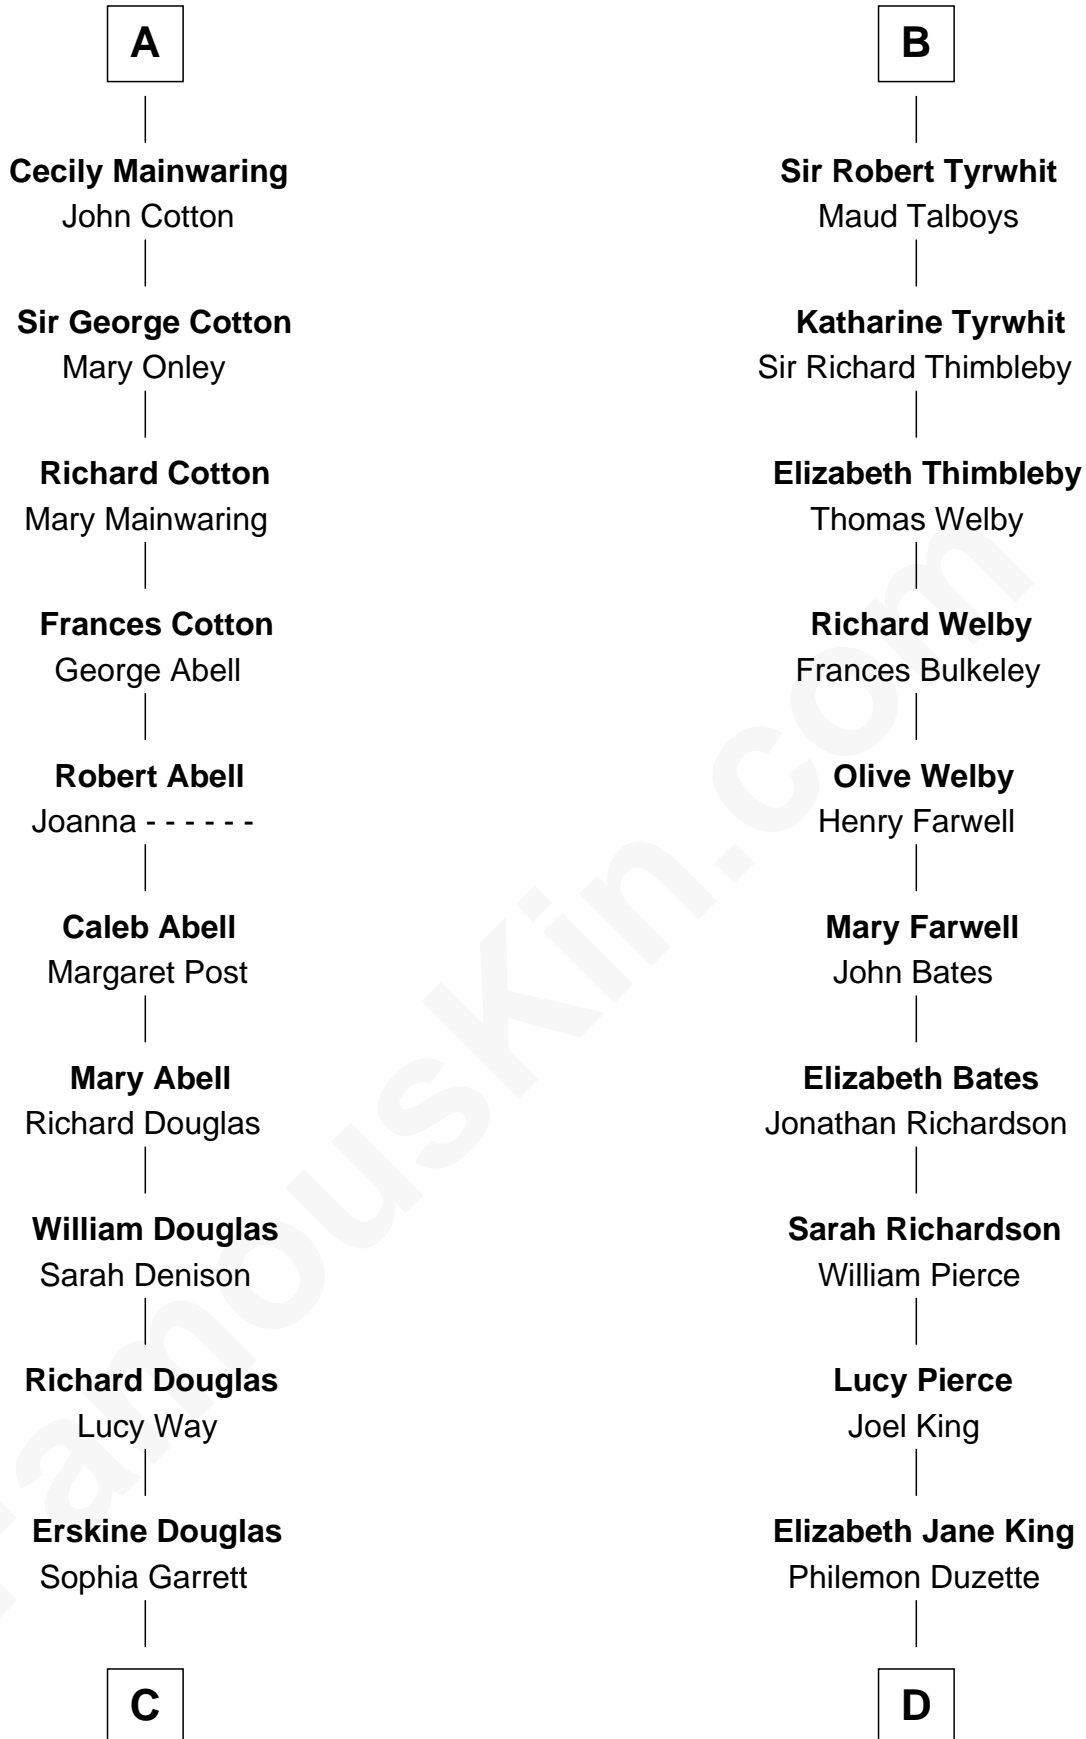 A
Cecily Mainwaring
John Cotton
Sir George Cotton
Mary Onley
Richard Cotton
Mary Mainwaring
Frances Cotton
George Abell
Robert Abell
Joanna - - - - - -
Caleb Abell
Margaret Post
Mary Abell
Richard Douglas
William Douglas
Sarah Denison
Richard Douglas
Lucy Way
Erskine Douglas
Sophia Garrett
C
B
Sir Robert Tyrwhit
Maud Talboys
Katharine Tyrwhit
Sir Richard Thimbleby
Elizabeth Thimbleby
Thomas Welby
Richard Welby
Frances Bulkeley
Olive Welby
Henry Farwell
Mary Farwell
John Bates
Elizabeth Bates
Jonathan Richardson
Sarah Richardson
William Pierce
Lucy Pierce
Joel King
Elizabeth Jane King
Philemon Duzette
D
FamousKin.com